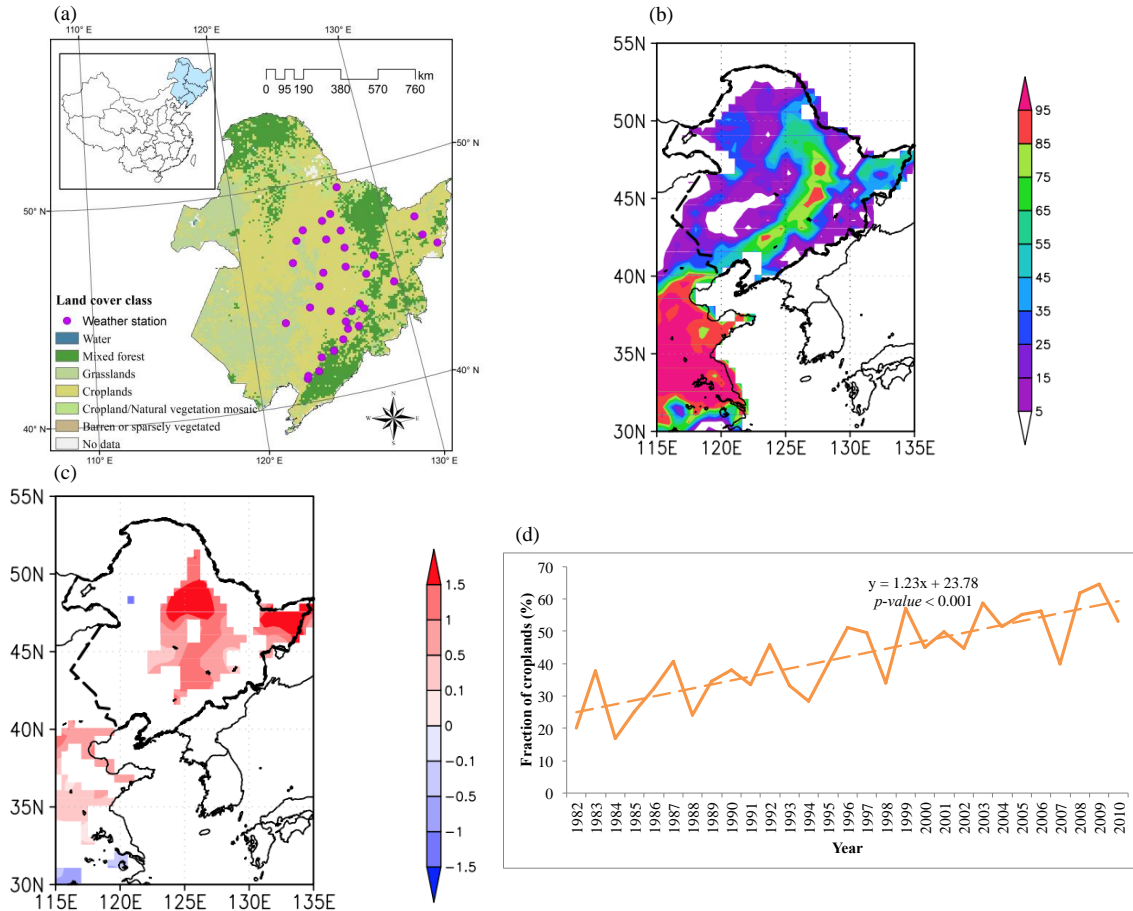 (a)
110° E
120° E
130° E
km
0 95 190 380 570 760
50° N
50° N
40° N
40° N
Land cover class
Weather station
Water
Mixed forest
Grasslands
Croplands
Cropland/Natural vegetation mosaic
Barren or sparsely vegetated
No data
N
W E
S
110° E
120° E
130° E
(b)
55N
50N
45N
40N
35N
30N
115E 120E 125E 130E 135E
95
85
75
65
55
45
35
25
15
5
(c)
55N
50N
45N
40N
35N
30N
115E 120E 125E 130E 135E
1.5
1
0.5
0.1
0
−0.1
−0.5
−1
−1.5
(d)
y = 1.23x + 23.78
p-value < 0.001
Fraction of croplands (%)
70
60
50
40
30
20
10
0
1982 1983 1984 1985 1986 1987 1988 1989 1990 1991 1992 1993 1994 1995 1996 1997 1998 1999 2000 2001 2002 2003 2004 2005 2006 2007 2008 2009 2010
Year